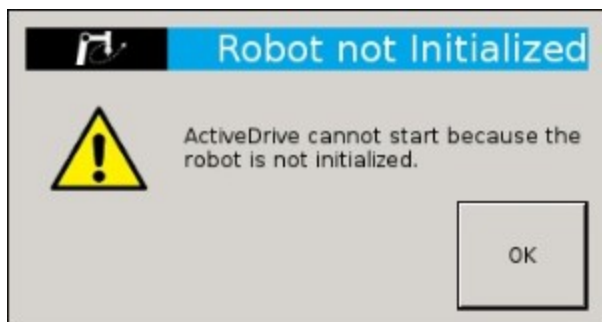 Robot not Initialized
ActiveDrive cannot start because the
robot is not initialized.
OK